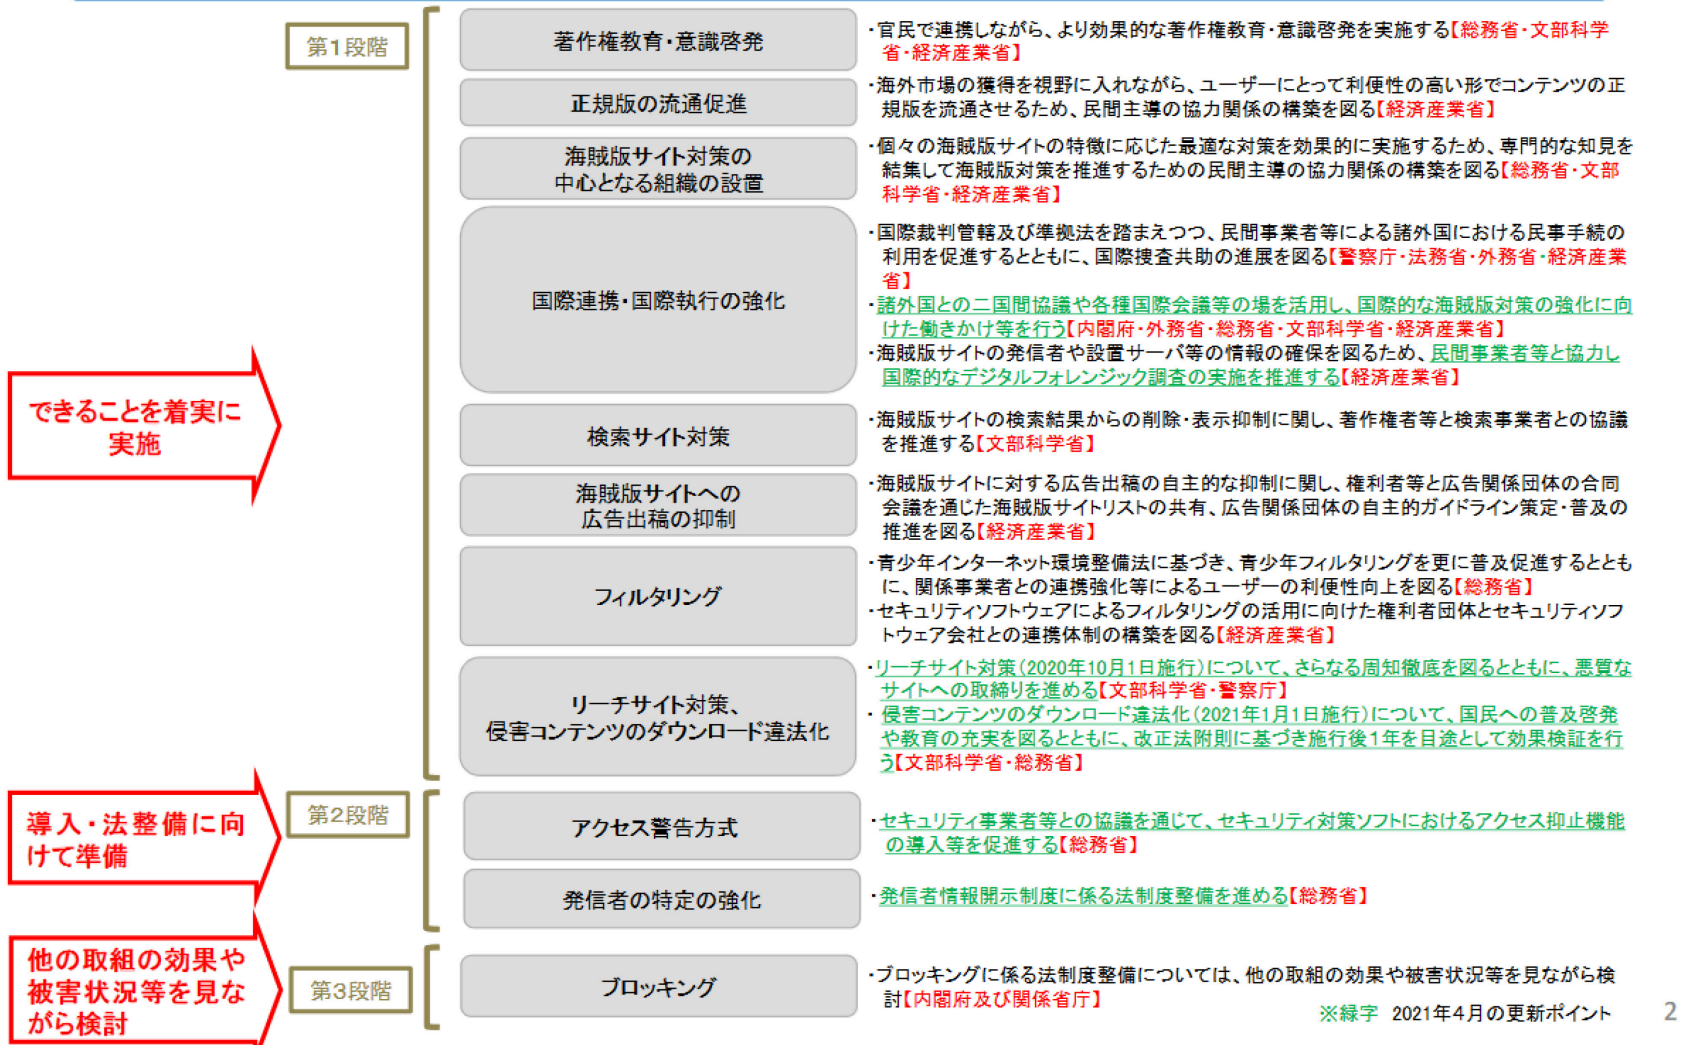 第1段階
著作権教育・意識啓発
・官民で連携しながら、より効果的な著作権教育・意識啓発を実施する【総務省・文部科学
省・経済産業省】
正規版の流通促進
・海外市場の獲得を視野に入れながら、ユーザーにとって利便性の高い形でコンテンツの正
規版を流通させるため、民間主導の協力関係の構築を図る【経済産業省】
海賊版サイト対策の
中心となる組織の設置
・個々の海賊版サイトの特徴に応じた最適な対策を効果的に実施するため、専門的な知見を
結集して海賊版対策を推進するための民間主導の協力関係の構築を図る【総務省・文部
科学省・経済産業省】
国際連携・国際執行の強化
・国際裁判管轄及び準拠法を踏まえつつ、民間事業者等による諸外国における民事手続の
利用を促進するとともに、国際捜査共助の進展を図る【警察庁・法務省・外務省・経済産業
省】
・諸外国との二国間協議や各種国際会議等の場を活用し、国際的な海賊版対策の強化に向
けた働きかけ等を行う【内閣府・外務省・総務省・文部科学省・経済産業省】
・海賊版サイトの発信者や設置サーバ等の情報の確保を図るため、民間事業者等と協力し
国際的なデジタルフォレンジック調査の実施を推進する【経済産業省】
できることを着実に
実施
検索サイト対策
・海賊版サイトの検索結果からの削除・表示抑制に関し、著作権者等と検索事業者との協議
を推進する【文部科学省】
海賊版サイトへの
広告出稿の抑制
・海賊版サイトに対する広告出稿の自主的な抑制に関し、権利者等と広告関係団体の合同
会議を通じた海賊版サイトリストの共有、広告関係団体の自主的ガイドライン策定・普及の
推進を図る【経済産業省】
フィルタリング
・青少年インターネット環境整備法に基づき、青少年フィルタリングを更に普及促進するととも
に、関係事業者との連携強化等によるユーザーの利便性向上を図る【総務省】
・セキュリティソフトウェアによるフィルタリングの活用に向けた権利者団体とセキュリティソフ
トウェア会社との連携体制の構築を図る【経済産業省】
リーチサイト対策、
侵害コンテンツのダウンロード違法化
・リーチサイト対策（2020年10月1日施行）について、さらなる周知徹底を図るとともに、悪質な
サイトへの取締りを進める【文部科学省・警察庁】
・侵害コンテンツのダウンロード違法化（2021年1月1日施行）について、国民への普及啓発
や教育の充実を図るとともに、改正法附則に基づき施行後1年を目途として効果検証を行
う【文部科学省・総務省】
導入・法整備に向
けて準備
第2段階
アクセス警告方式
・セキュリティ事業者等との協議を通じて、セキュリティ対策ソフトにおけるアクセス抑止機能
の導入等を促進する【総務省】
発信者の特定の強化
・発信者情報開示制度に係る法制度整備を進める【総務省】
他の取組の効果や
被害状況等を見な
がら検討
第3段階
ブロッキング
・ブロッキングに係る法制度整備については、他の取組の効果や被害状況等を見ながら検
討【内閣府及び関係省庁】
※緑字 2021年4月の更新ポイント
2